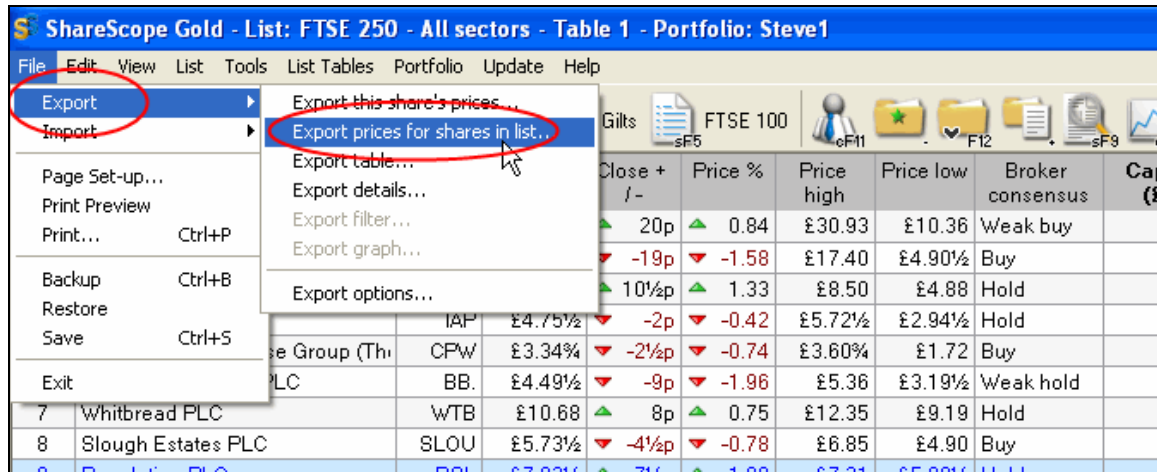 ShareScope Gold - List: FTSE 250 - All sectors - Table 1 - Portfolio: Steve1
File Edit View List Tools List Tables Portfolio Update Help
Export
Import
Page Set-up...
Print Preview
Print... Ctrl+P
Backup Ctrl+B
Restore
Save Ctrl+S
Exit
Export this share's prices...
Export prices for shares in list...
Export table...
Export details...
Export filter...
Export graph...
Export options...
Gilts sF5 FTSE 100 cF11 - F12 + sF9
Close + / - Price % Price high Price low Broker consensus
20p 0.84 £30.93 £10.36 Weak buy
-19p -1.58 £17.40 £4.90½ Buy
10½p 1.33 £8.50 £4.88 Hold
IAP £4.75½ -2p -0.42 £5.72½ £2.94½ Hold
se Group (Th CPW £3.34¾ -2½p -0.74 £3.60¾ £1.72 Buy
PLC BB. £4.49½ -9p -1.96 £5.36 £3.19½ Weak hold
7 Whitbread PLC WTB £10.68 8p 0.75 £12.35 £9.19 Hold
8 Slough Estates PLC SLOU £5.73½ -4½p -0.78 £6.85 £4.90 Buy